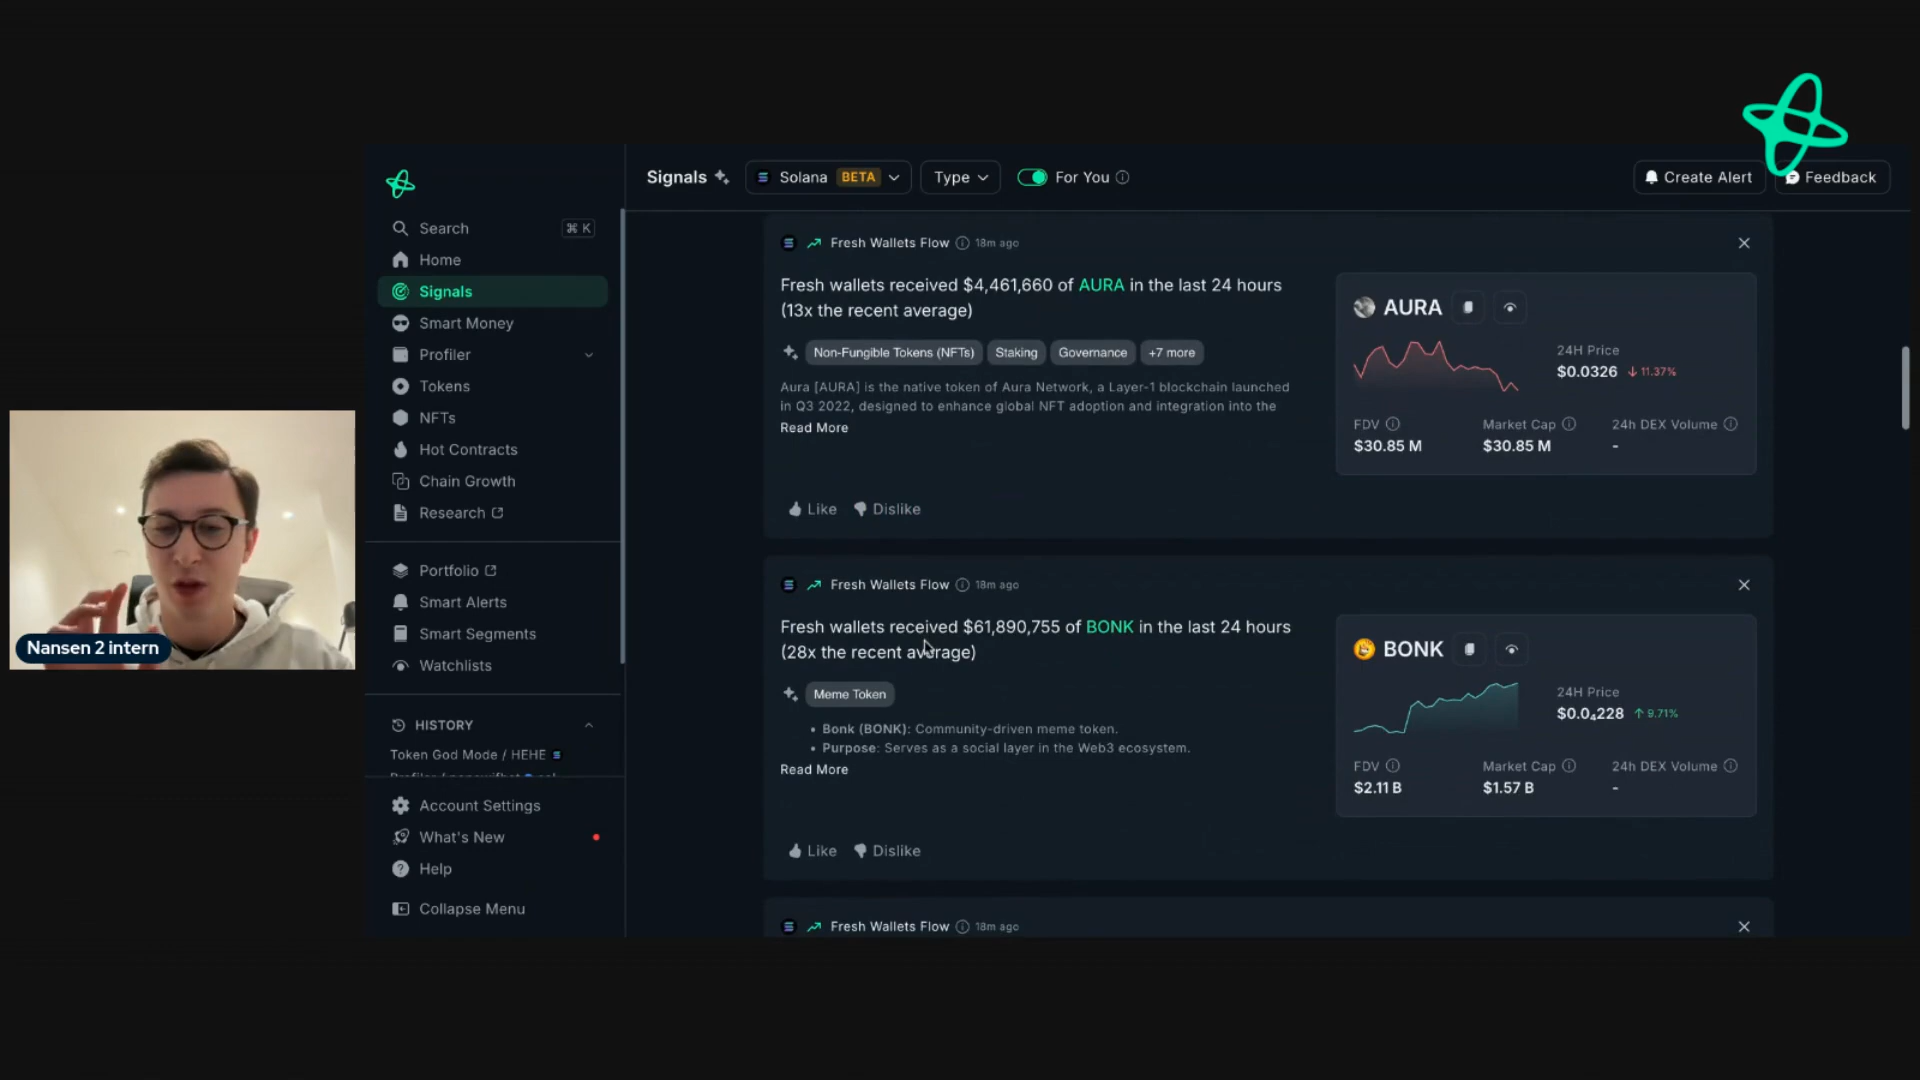 Signals
Solana BETA
Type
For You
Create Alert
Feedback
Search
⌘ K
Home
Signals
Smart Money
Profiler
Tokens
NFTs
Hot Contracts
Chain Growth
Research
Portfolio
Smart Alerts
Smart Segments
Watchlists
HISTORY
Token God Mode / HEHE
Account Settings
What's New
Help
Collapse Menu
Nansen 2 intern
Fresh Wallets Flow 18m ago
Fresh wallets received $4,461,660 of AURA in the last 24 hours
(13x the recent average)
Non-Fungible Tokens (NFTs) Staking Governance +7 more
Aura [AURA] is the native token of Aura Network, a Layer-1 blockchain launched
in Q3 2022, designed to enhance global NFT adoption and integration into the
Read More
Like Dislike
AURA
24H Price
$0.0326 ↓ 11.37%
FDV Market Cap 24h DEX Volume
$30.85 M $30.85 M -
Fresh Wallets Flow 18m ago
Fresh wallets received $61,890,755 of BONK in the last 24 hours
(28x the recent average)
Meme Token
• Bonk (BONK): Community-driven meme token.
• Purpose: Serves as a social layer in the Web3 ecosystem.
Read More
Like Dislike
BONK
24H Price
$0.0₄228 ↑ 9.71%
FDV Market Cap 24h DEX Volume
$2.11 B $1.57 B -
Fresh Wallets Flow 18m ago